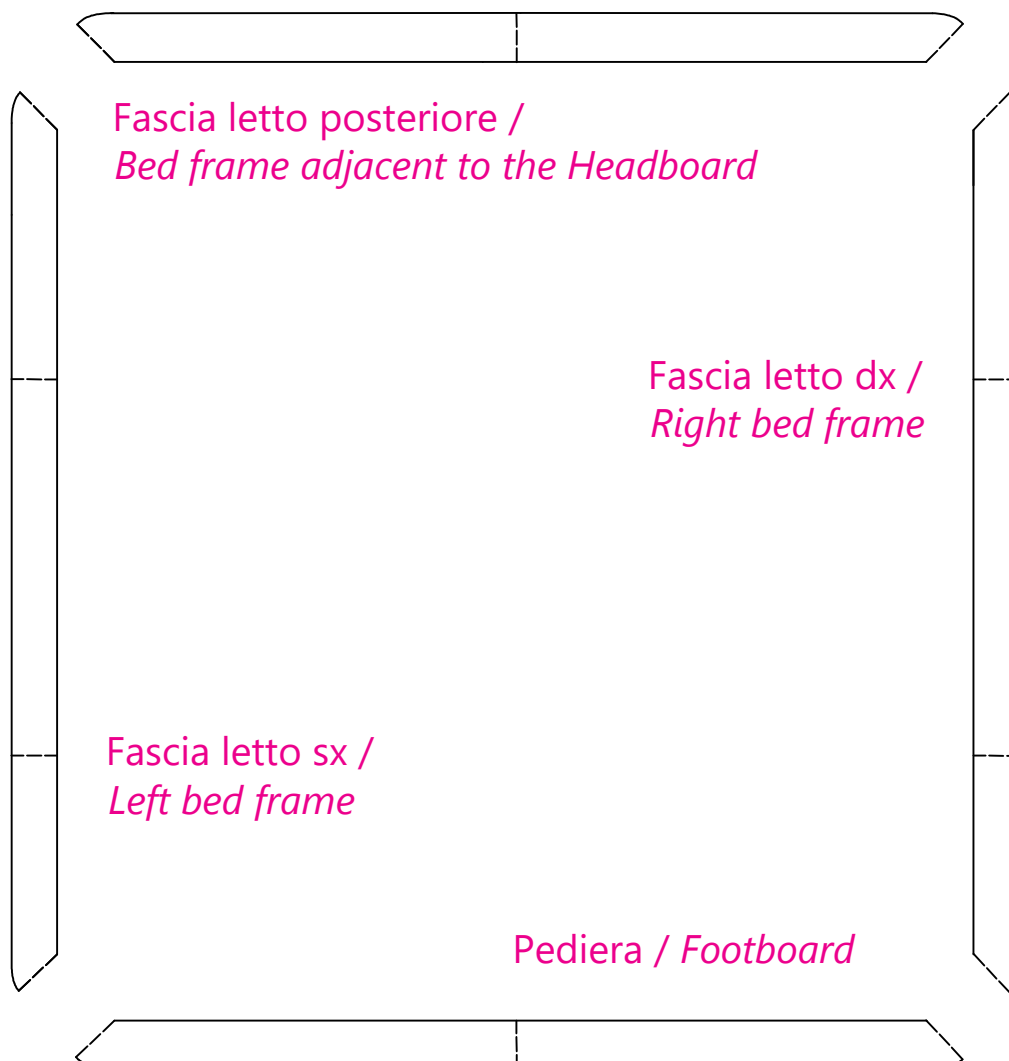 Fascia letto posteriore /
Bed frame adjacent to the Headboard
Fascia letto dx /
Right bed frame
Fascia letto sx /
Left bed frame
Pediera / Footboard